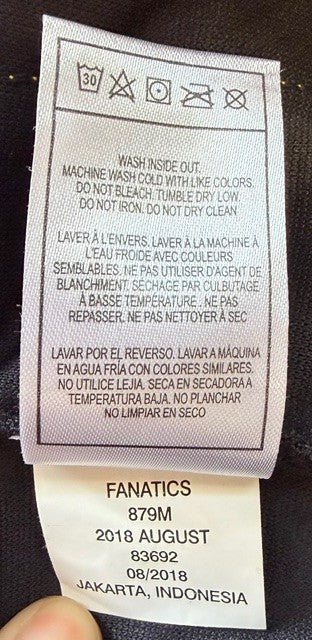 30
WASH INSIDE OUT.
MACHINE WASH COLD WITH LIKE COLORS.
DO NOT BLEACH. TUMBLE DRY LOW.
DO NOT IRON. DO NOT DRY CLEAN
LAVER À L'ENVERS. LAVER À LA MACHINE À
L'EAU FROIDE AVEC COULEURS
SEMBLABLES. NE PAS UTILISER D'AGENT DE
BLANCHIMENT. SÉCHAGE PAR CULBUTAGE
À BASSE TEMPÉRATURE. NE PAS
REPASSER. NE PAS NETTOYER À SEC
LAVAR POR EL REVERSO. LAVAR A MÁQUINA
EN AGUA FRÍA CON COLORES SIMILARES.
NO UTILICE LEJÍA. SECA EN SECADORA A
TEMPERATURA BAJA. NO PLANCHAR
NO LIMPIAR EN SECO
FANATICS
879M
2018 AUGUST
83692
08/2018
JAKARTA, INDONESIA